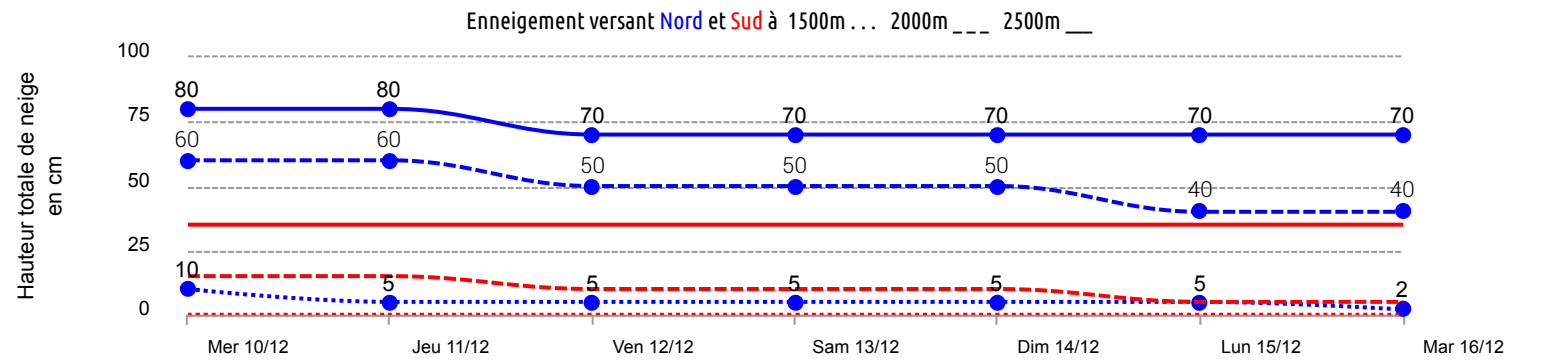 Enneigement versant Nord et Sud à 1500m . . . 2000m _ _ _ 2500m __
Hauteur totale de neige
en cm
100
75
50
25
0
80 80 70 70 70 70 70
60 60 50 50 50 40 40
10 5 5 5 5 5 2
Mer 10/12 Jeu 11/12 Ven 12/12 Sam 13/12 Dim 14/12 Lun 15/12 Mar 16/12